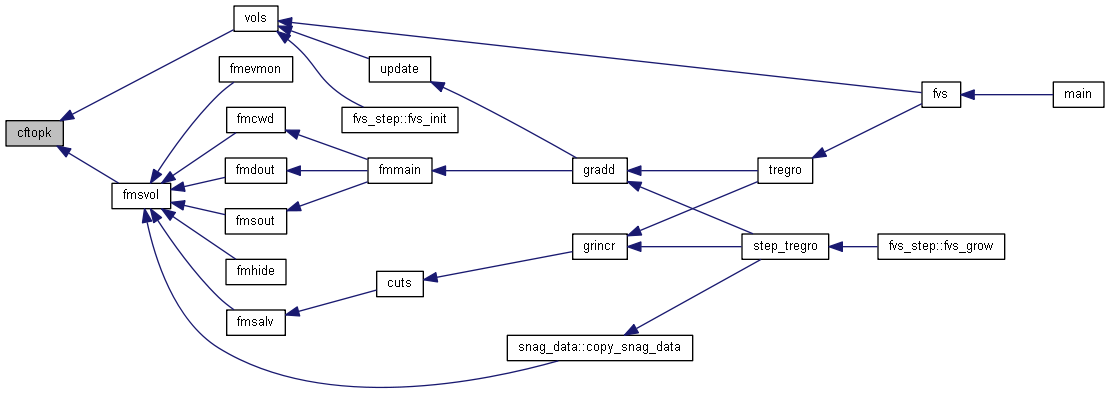 vols
fmevmon
update
fvs
main
cftopk
fmcwd
fvs_step::fvs_init
fmdout
fmmain
gradd
tregro
fmsvol
fmsout
grincr
step_tregro
fvs_step::fvs_grow
fmhide
cuts
fmsalv
snag_data::copy_snag_data